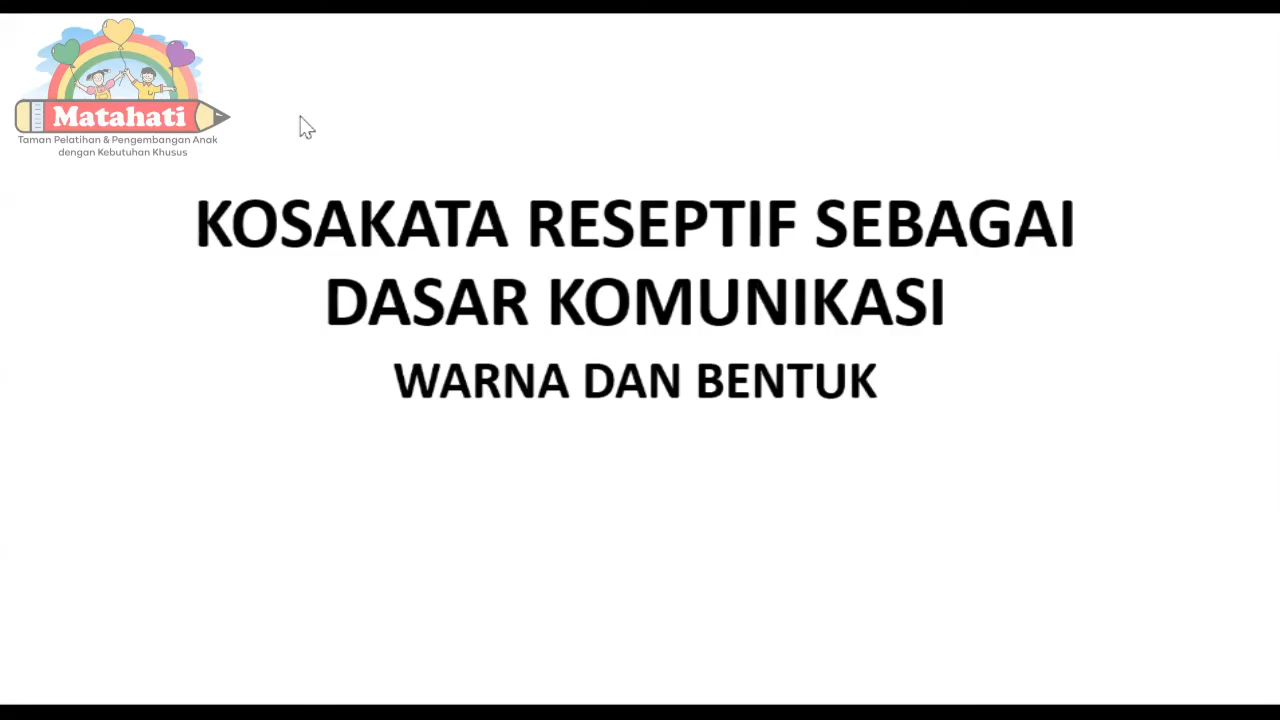 Matahati
Taman Pelatihan & Pengembangan Anak
dengan Kebutuhan Khusus
KOSAKATA RESEPTIF SEBAGAI
DASAR KOMUNIKASI
WARNA DAN BENTUK